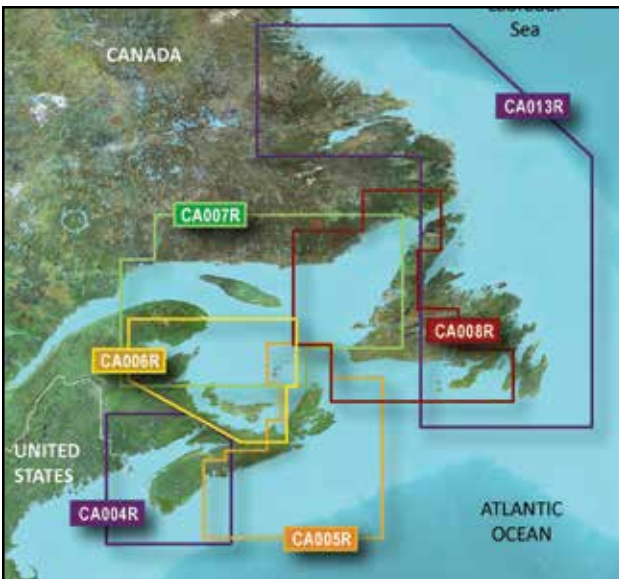 Sea
CANADA
CA013R
CA007R
CA008R
CA006R
UNITED
STATES
CA004R
ATLANTIC
OCEAN
CA005R